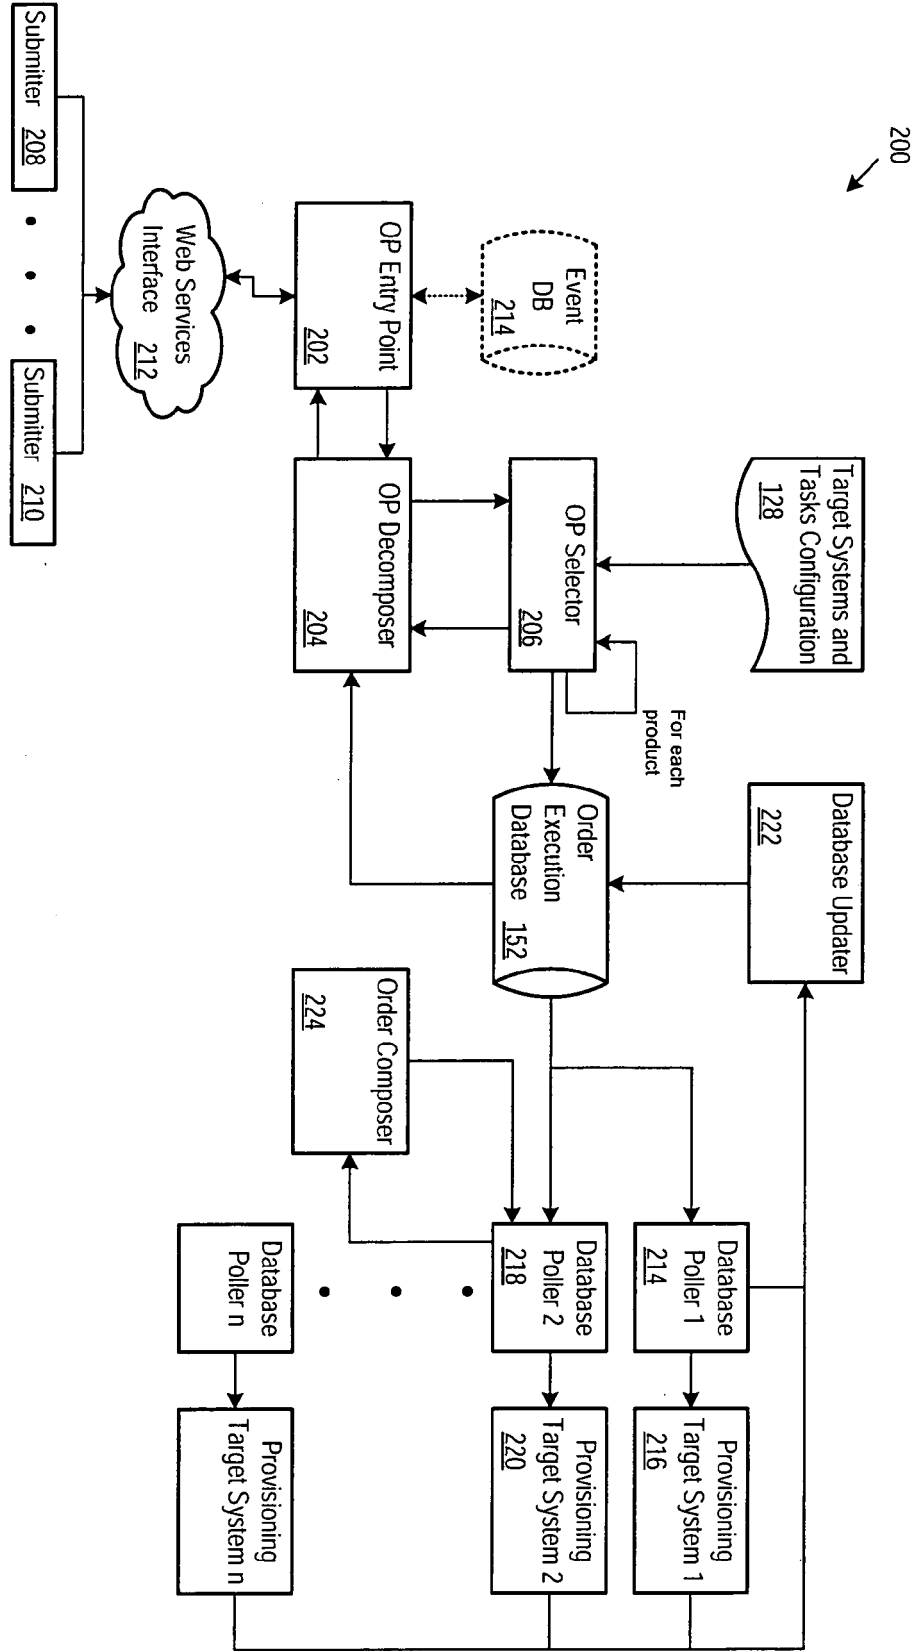 200
Event
DB
214
Target Systems and
Tasks Configuration
128
Database Updater
222
For each
product
OP Entry Point
202
OP Decomposer
204
OP Selector
206
Order
Execution
Database 152
Database
Poller 1
214
Provisioning
Target System 1
216
Database
Poller 2
218
Provisioning
Target System 2
220
Order Composer
224
Database
Poller n
Provisioning
Target System n
Web Services
Interface 212
Submitter 208
Submitter 210